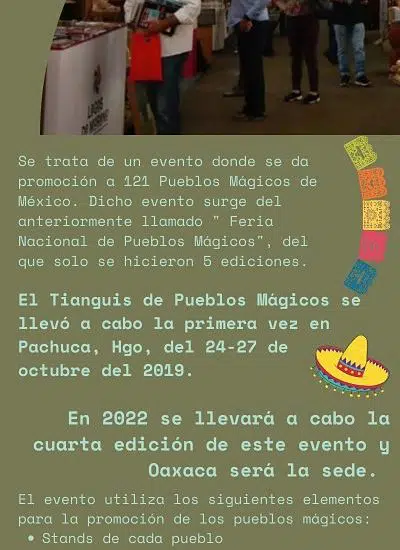 LAGOS
DE MORENO
Se trata de un evento donde se da
promoción a 121 Pueblos Mágicos de
México. Dicho evento surge del
anteriormente llamado " Feria
Nacional de Pueblos Mágicos", del
que solo se hicieron 5 ediciones.
El Tianguis de Pueblos Mágicos se
llevó a cabo la primera vez en
Pachuca, Hgo, del 24-27 de
octubre del 2019.
En 2022 se llevará a cabo la
cuarta edición de este evento y
Oaxaca será la sede.
El evento utiliza los siguientes elementos
para la promoción de los pueblos mágicos:
• Stands de cada pueblo